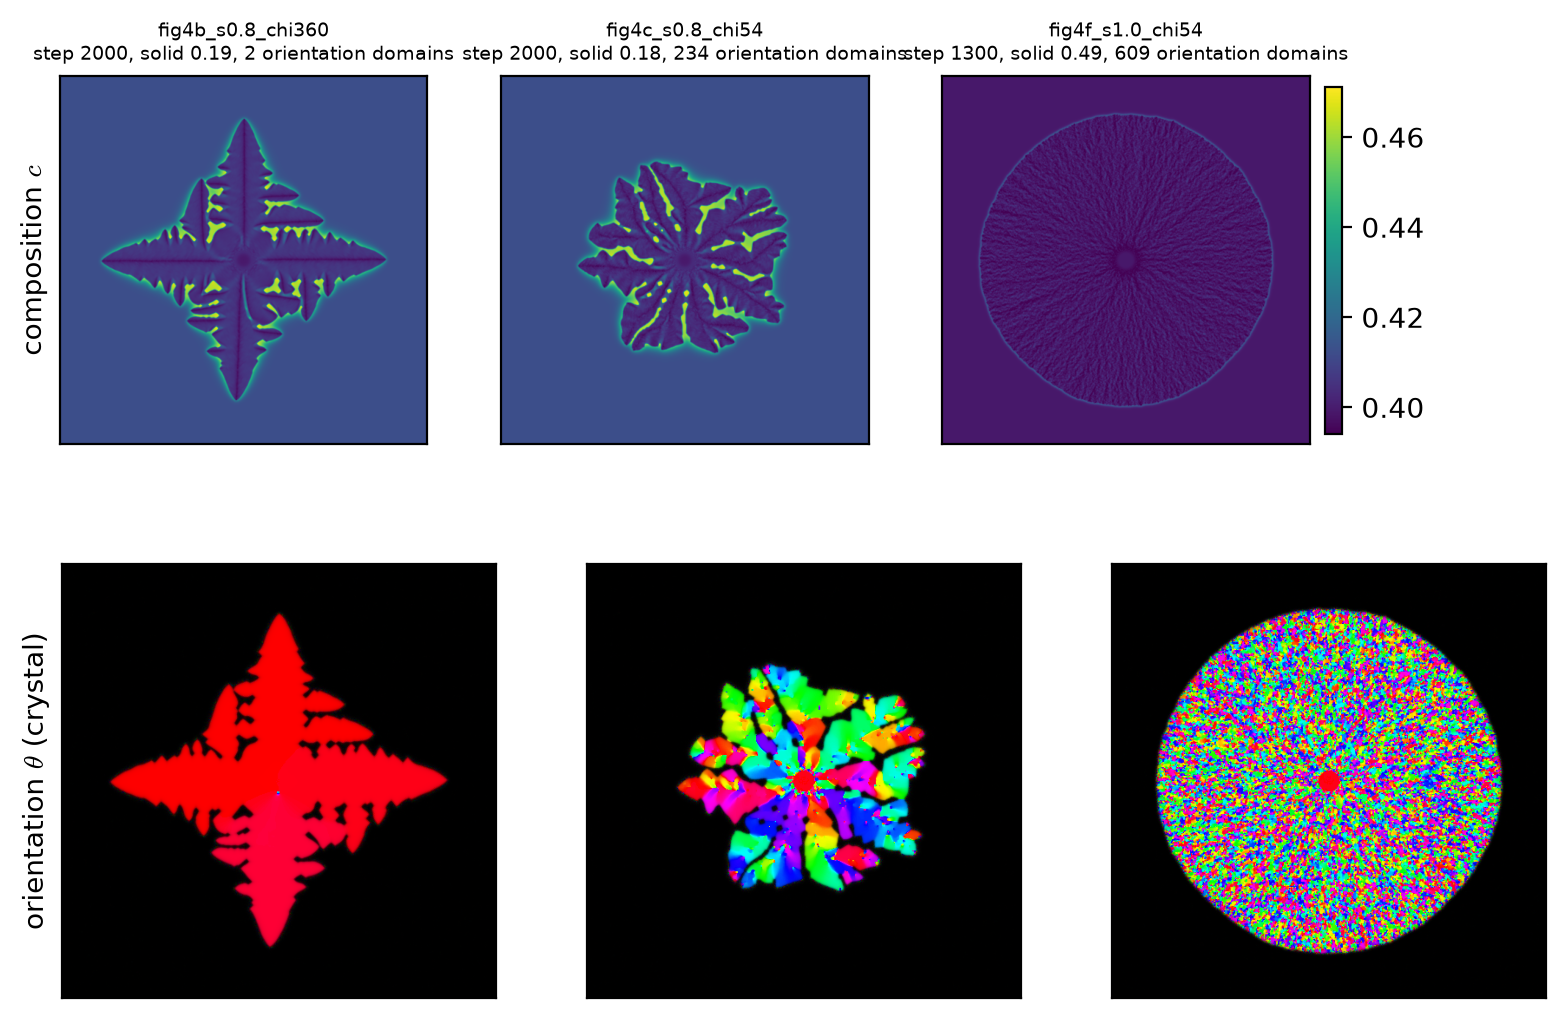 fig4b_s0.8_chi360
step 2000, solid 0.19, 2 orientation domains
fig4c_s0.8_chi54
step 2000, solid 0.18, 234 orientation domains
fig4f_s1.0_chi54
step 1300, solid 0.49, 609 orientation domains
composition c
0.46
0.44
0.42
0.40
orientation θ (crystal)